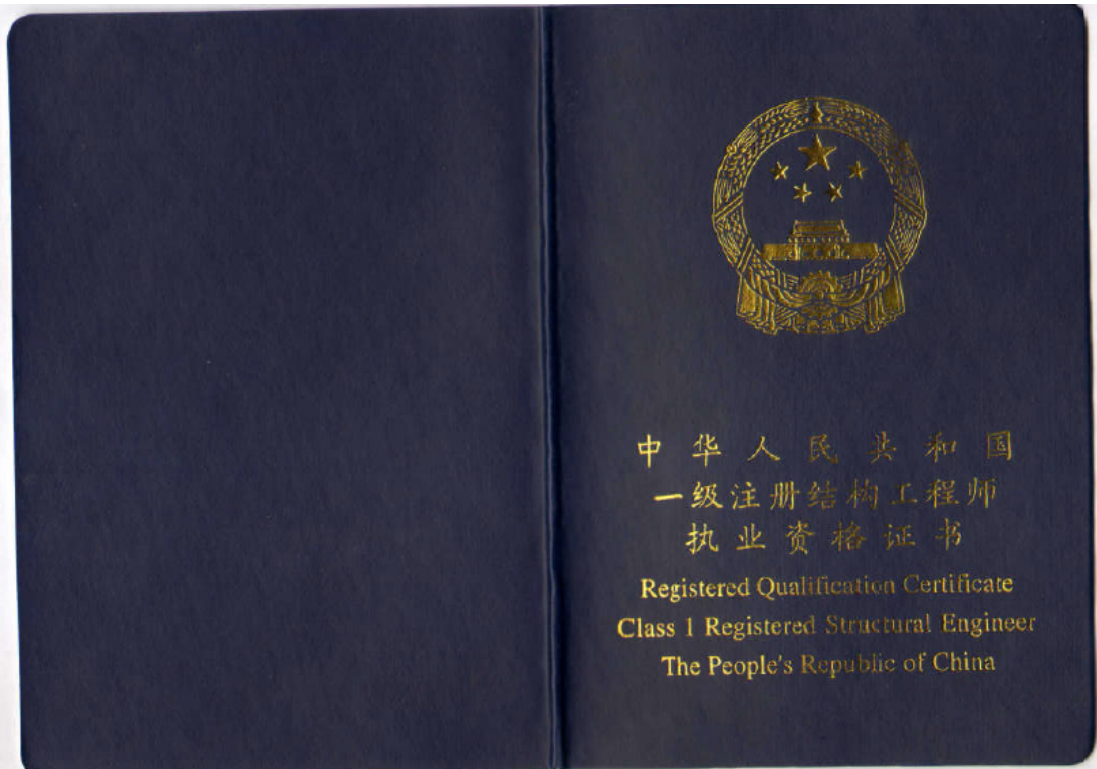 中华人民共和国
一级注册结构工程师
执业资格证书
Registered Qualification Certificate
Class 1 Registered Structural Engineer
The People's Republic of China